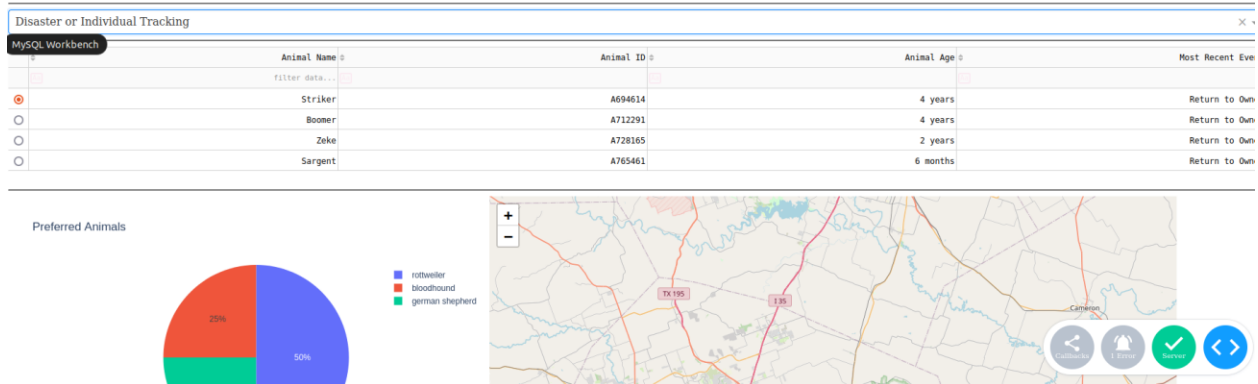 Disaster or Individual Tracking
MySQL Workbench
Animal Name Animal ID Animal Age Most Recent Eve
filter data...
Striker A694614 4 years Return to Own
Boomer A712291 4 years Return to Own
Zeke A728165 2 years Return to Own
Sargent A765461 6 months Return to Own
Preferred Animals
rottweiler
bloodhound
german shepherd
25%
50%
+
−
TX 195
I 35
Cameron
Callbacks
1 Error
Server